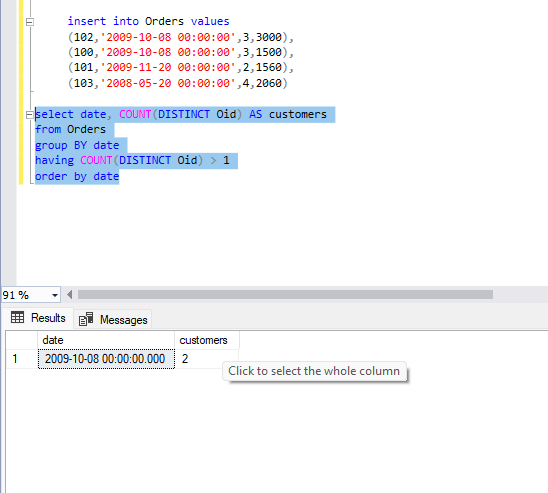 insert into Orders values
(102,'2009-10-08 00:00:00',3,3000),
(100,'2009-10-08 00:00:00',3,1500),
(101,'2009-11-20 00:00:00',2,1560),
(103,'2008-05-20 00:00:00',4,2060)
select date, COUNT(DISTINCT Oid) AS customers
from Orders
group BY date
having COUNT(DISTINCT Oid) > 1
order by date
91 %
Results Messages
date customers
1 2009-10-08 00:00:00.000 2
Click to select the whole column